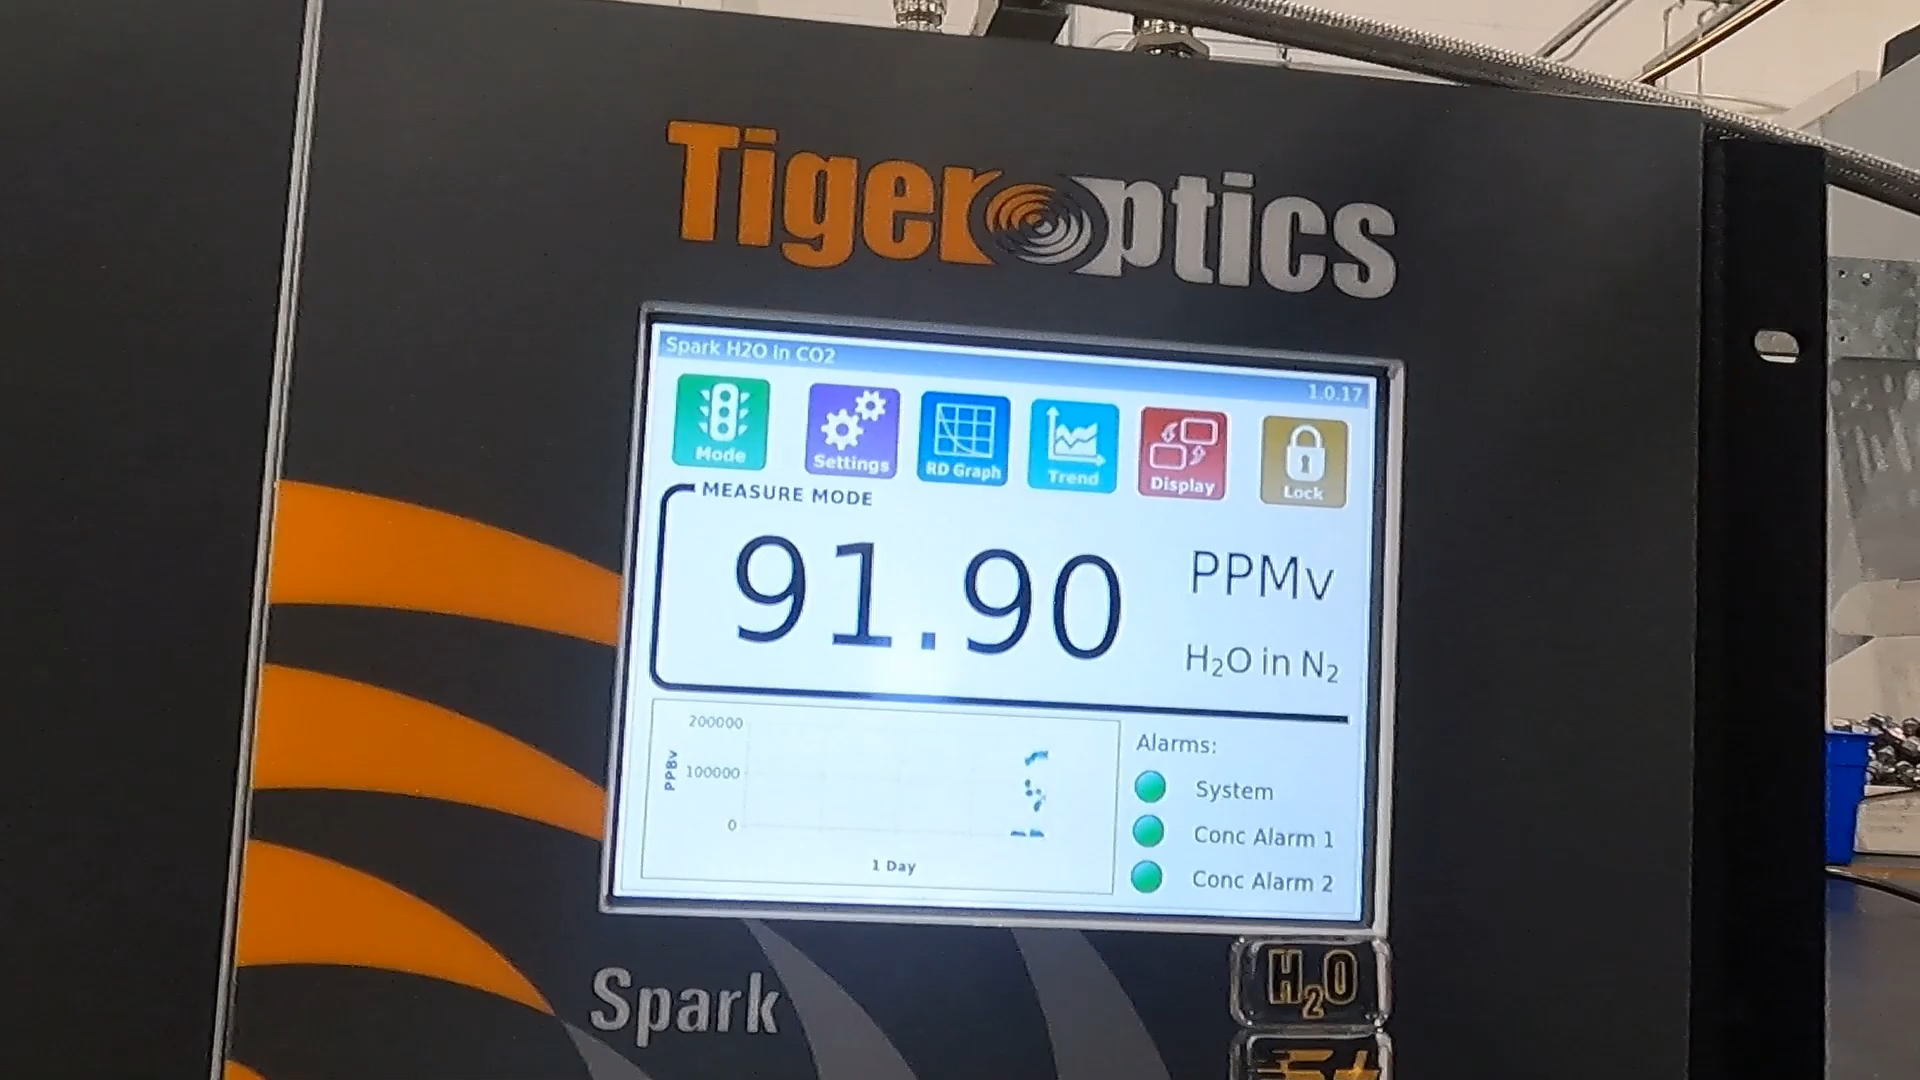 Tigeroptics
Spark H2O in CO2
1.0.17
Mode
Settings
RD Graph
Trend
Display
Lock
MEASURE MODE
91.90
PPMv
H₂O in N₂
200000
100000
0
PPBv
1 Day
Alarms:
System
Conc Alarm 1
Conc Alarm 2
Spark
H₂O